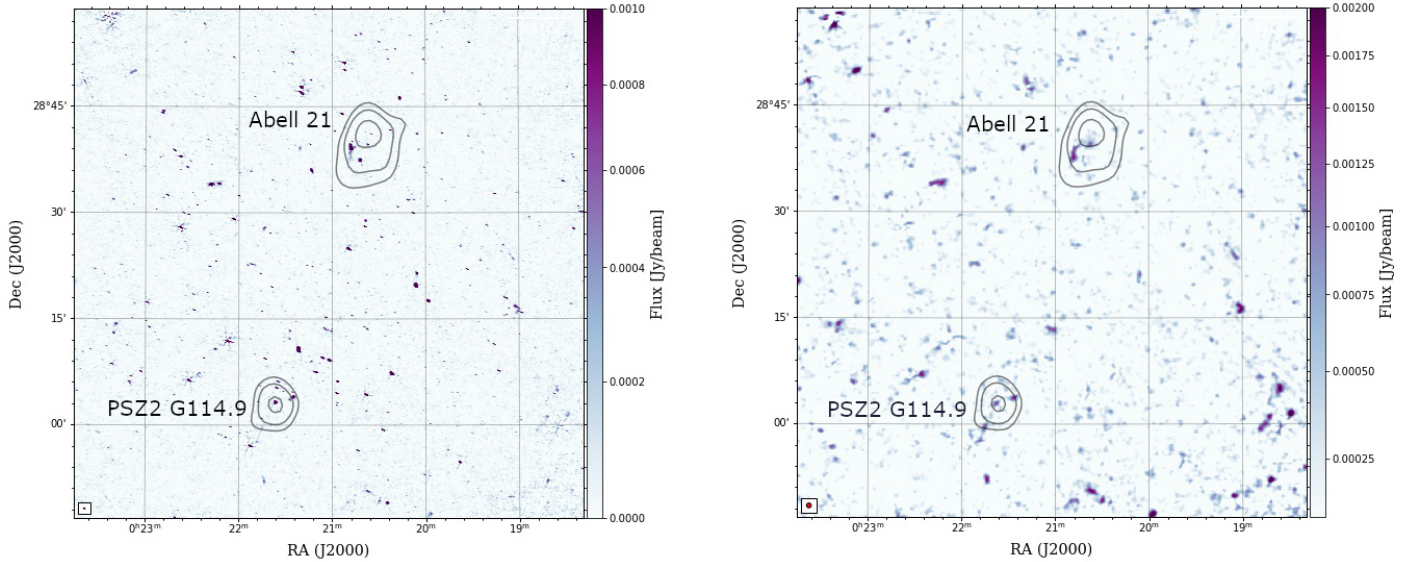 Abell 21
PSZ2 G114.9
28°45'
30'
15'
00'
Dec (J2000)
0ʰ23ᵐ
22ᵐ
21ᵐ
20ᵐ
19ᵐ
RA (J2000)
0.0010
0.0008
0.0006
0.0004
0.0002
0.0000
Flux [Jy/beam]
Abell 21
PSZ2 G114.9
28°45'
30'
15'
00'
Dec (J2000)
0ʰ23ᵐ
22ᵐ
21ᵐ
20ᵐ
19ᵐ
RA (J2000)
0.00200
0.00175
0.00150
0.00125
0.00100
0.00075
0.00050
0.00025
Flux [Jy/beam]